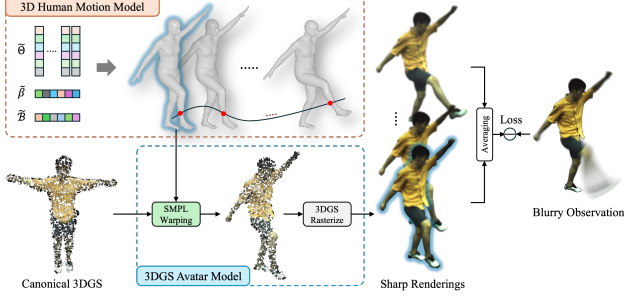 3D Human Motion Model
Θ̃
....
β̃
B̃
.....
....
SMPL
Warping
3DGS
Rasterize
Averaging
Loss
Canonical 3DGS
3DGS Avatar Model
Sharp Renderings
Blurry Observation